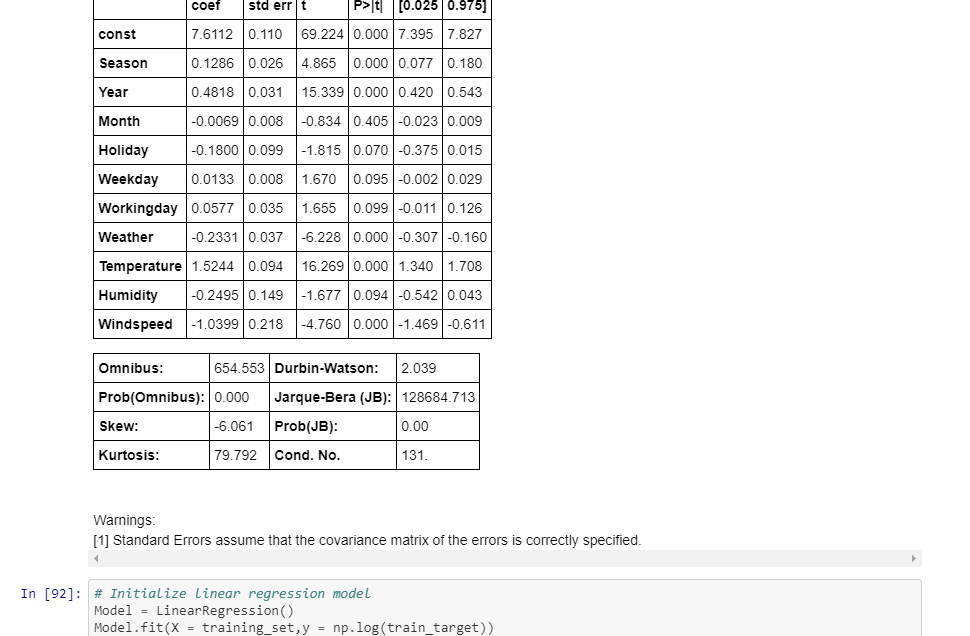 coef std err t P>|t| [0.025 0.975]
const 7.6112 0.110 69.224 0.000 7.395 7.827
Season 0.1286 0.026 4.865 0.000 0.077 0.180
Year 0.4818 0.031 15.339 0.000 0.420 0.543
Month -0.0069 0.008 -0.834 0.405 -0.023 0.009
Holiday -0.1800 0.099 -1.815 0.070 -0.375 0.015
Weekday 0.0133 0.008 1.670 0.095 -0.002 0.029
Workingday 0.0577 0.035 1.655 0.099 -0.011 0.126
Weather -0.2331 0.037 -6.228 0.000 -0.307 -0.160
Temperature 1.5244 0.094 16.269 0.000 1.340 1.708
Humidity -0.2495 0.149 -1.677 0.094 -0.542 0.043
Windspeed -1.0399 0.218 -4.760 0.000 -1.469 -0.611
Omnibus: 654.553 Durbin-Watson: 2.039
Prob(Omnibus): 0.000 Jarque-Bera (JB): 128684.713
Skew: -6.061 Prob(JB): 0.00
Kurtosis: 79.792 Cond. No. 131.
Warnings:
[1] Standard Errors assume that the covariance matrix of the errors is correctly specified.
In [92]: # Initialize linear regression model
Model = LinearRegression()
Model.fit(X = training_set,y = np.log(train_target))